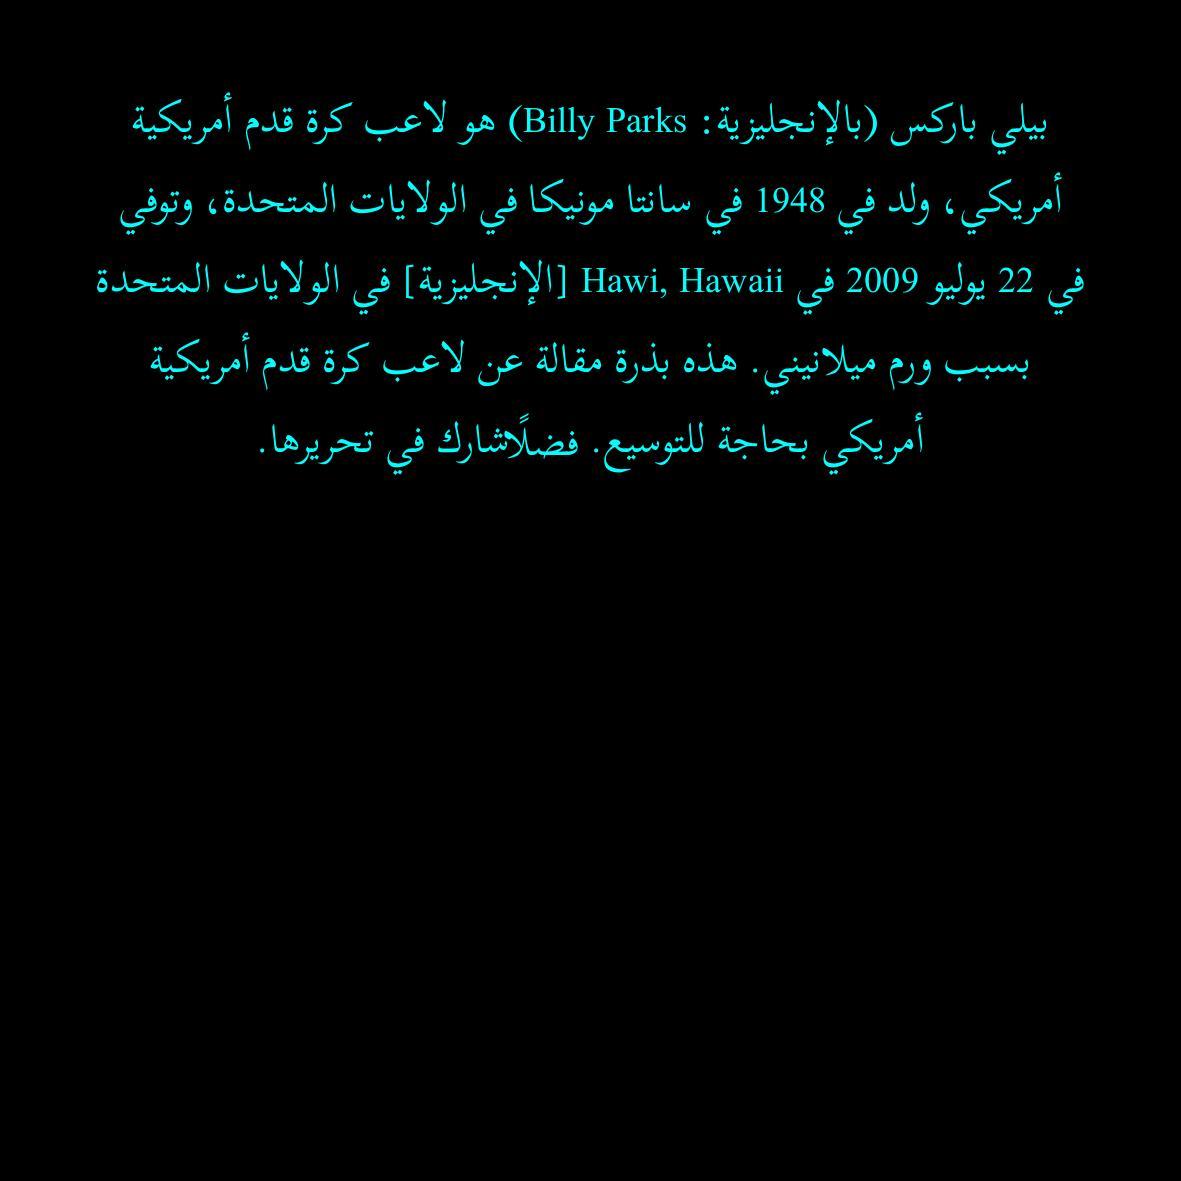 بيلي باركس (بالإنجليزية: Billy Parks) هو لاعب كرة قدم أمريكية
أمريكي، ولد في 1948 في سانتا مونيكا في الولايات المتحدة، وتوفي
في 22 يوليو 2009 في Hawi, Hawaii [الإنجليزية] في الولايات المتحدة
بسبب ورم ميلانيني. هذه بذرة مقالة عن لاعب كرة قدم أمريكية
أمريكي بحاجة للتوسيع. فضلًاشارك في تحريرها.